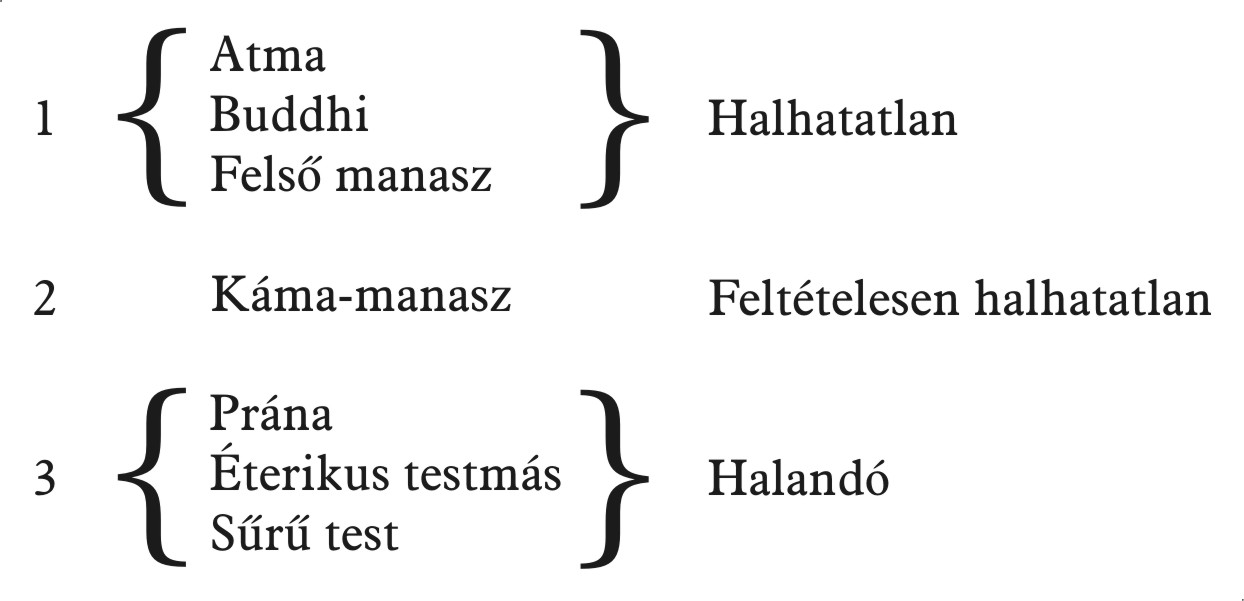 Atma
1 Buddhi Halhatatlan
Felső manasz
2 Káma-manasz Feltételesen halhatatlan
Prána
3 Éterikus testmás Halandó
Sűrű test